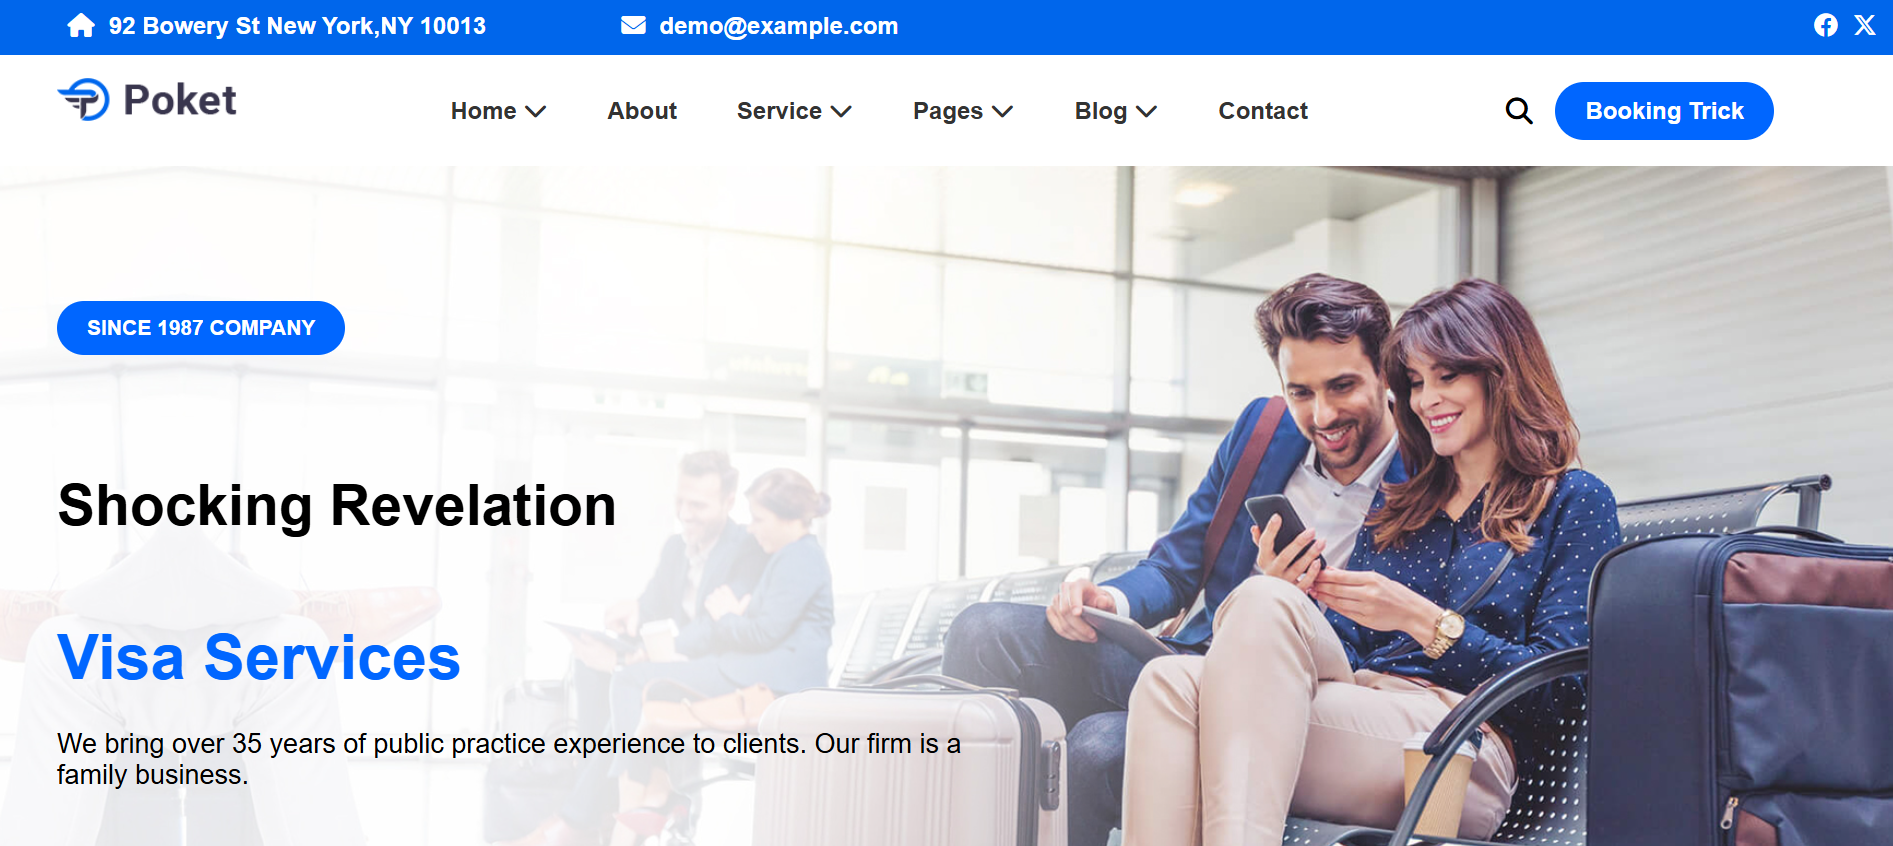 92 Bowery St New York,NY 10013
demo@example.com
Poket
Home
About
Service
Pages
Blog
Contact
Booking Trick
SINCE 1987 COMPANY
Shocking Revelation
Visa Services
We bring over 35 years of public practice experience to clients. Our firm is a
family business.